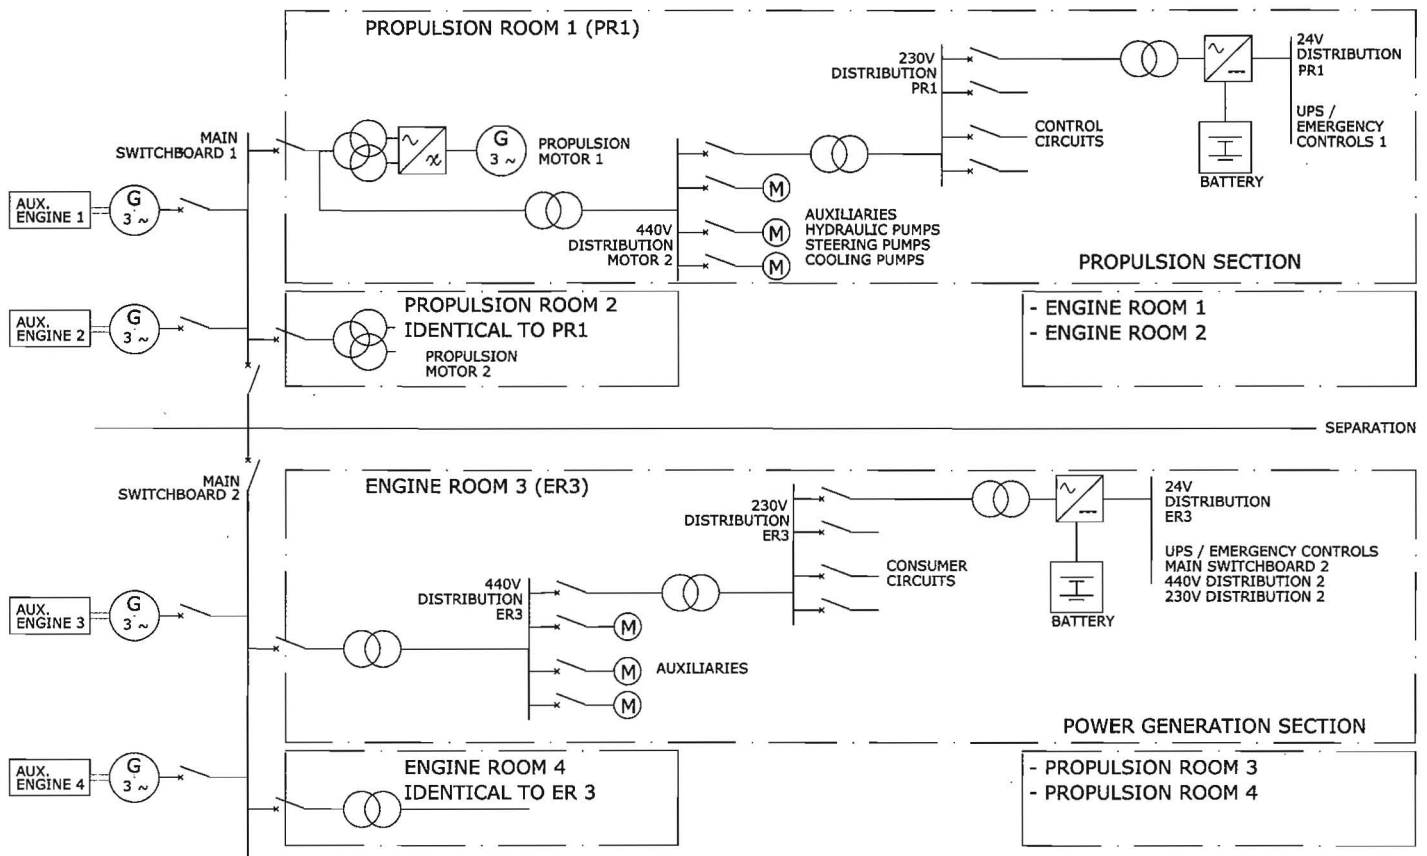 PROPULSION ROOM 1 (PR1)
230V
DISTRIBUTION
PR1
24V
DISTRIBUTION
PR1
UPS /
EMERGENCY
CONTROLS 1
BATTERY
CONTROL
CIRCUITS
MAIN
SWITCHBOARD 1
G
3 ~
PROPULSION
MOTOR 1
AUX.
ENGINE 1
G
3 ~
440V
DISTRIBUTION
MOTOR 2
M
M
M
AUXILIARIES
HYDRAULIC PUMPS
STEERING PUMPS
COOLING PUMPS
PROPULSION SECTION
AUX.
ENGINE 2
G
3 ~
PROPULSION ROOM 2
IDENTICAL TO PR1
PROPULSION
MOTOR 2
- ENGINE ROOM 1
- ENGINE ROOM 2
SEPARATION
MAIN
SWITCHBOARD 2
ENGINE ROOM 3 (ER3)
230V
DISTRIBUTION
ER3
24V
DISTRIBUTION
ER3
UPS / EMERGENCY CONTROLS
MAIN SWITCHBOARD 2
440V DISTRIBUTION 2
230V DISTRIBUTION 2
BATTERY
CONSUMER
CIRCUITS
440V
DISTRIBUTION
ER3
M
M
M
AUXILIARIES
AUX.
ENGINE 3
G
3 ~
POWER GENERATION SECTION
AUX.
ENGINE 4
G
3 ~
ENGINE ROOM 4
IDENTICAL TO ER 3
- PROPULSION ROOM 3
- PROPULSION ROOM 4